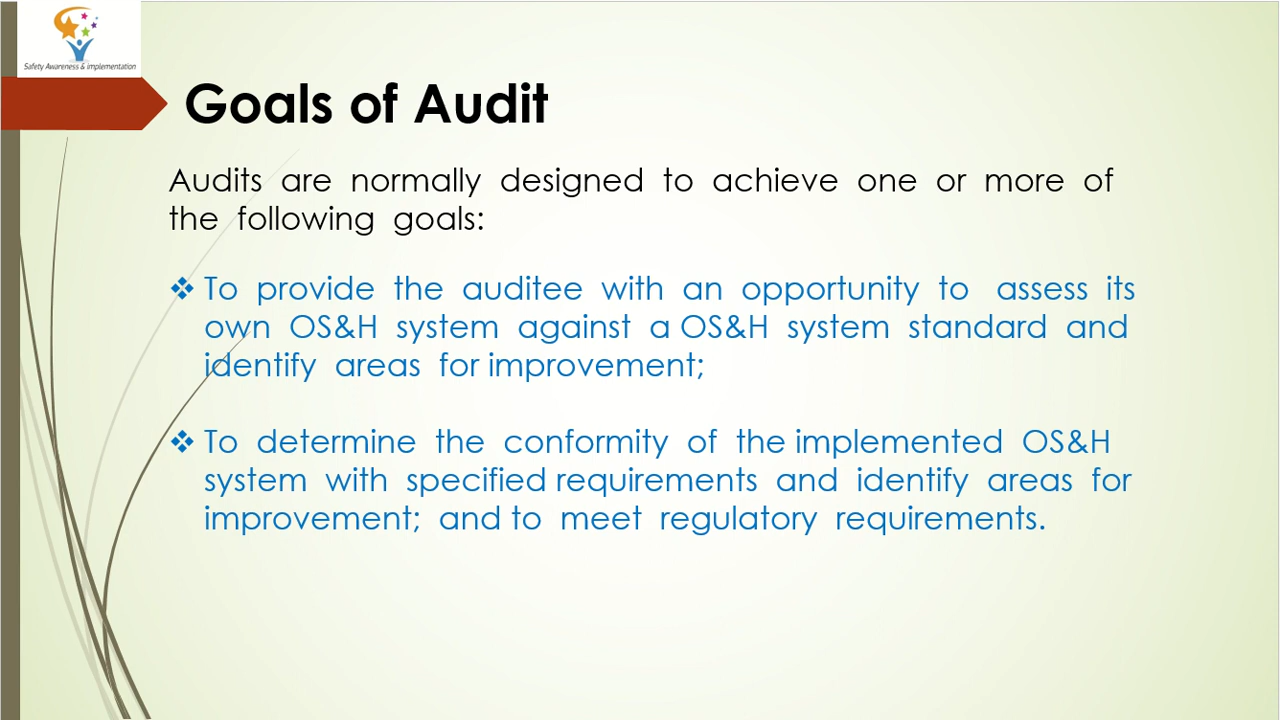 Safety Awareness & implementation
Goals of Audit
Audits are normally designed to achieve one or more of
the following goals:
❖ To provide the auditee with an opportunity to assess its
own OS&H system against a OS&H system standard and
identify areas for improvement;
❖ To determine the conformity of the implemented OS&H
system with specified requirements and identify areas for
improvement; and to meet regulatory requirements.